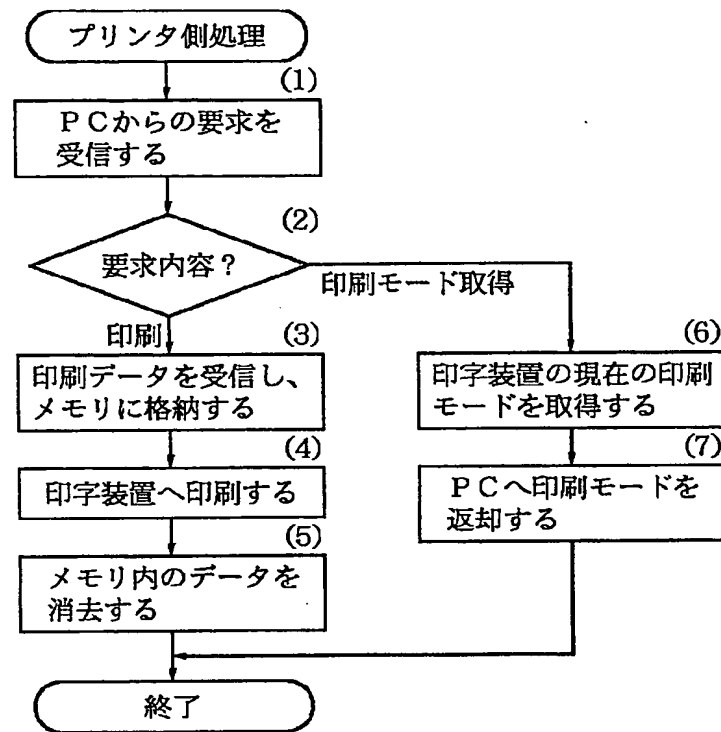 プリンタ側処理
(1)
PCからの要求を
受信する
(2)
要求内容?
印刷モード取得
印刷
(3)
印刷データを受信し、
メモリに格納する
(4)
印字装置へ印刷する
(5)
メモリ内のデータを
消去する
(6)
印字装置の現在の印刷
モードを取得する
(7)
PCへ印刷モードを
返却する
終了